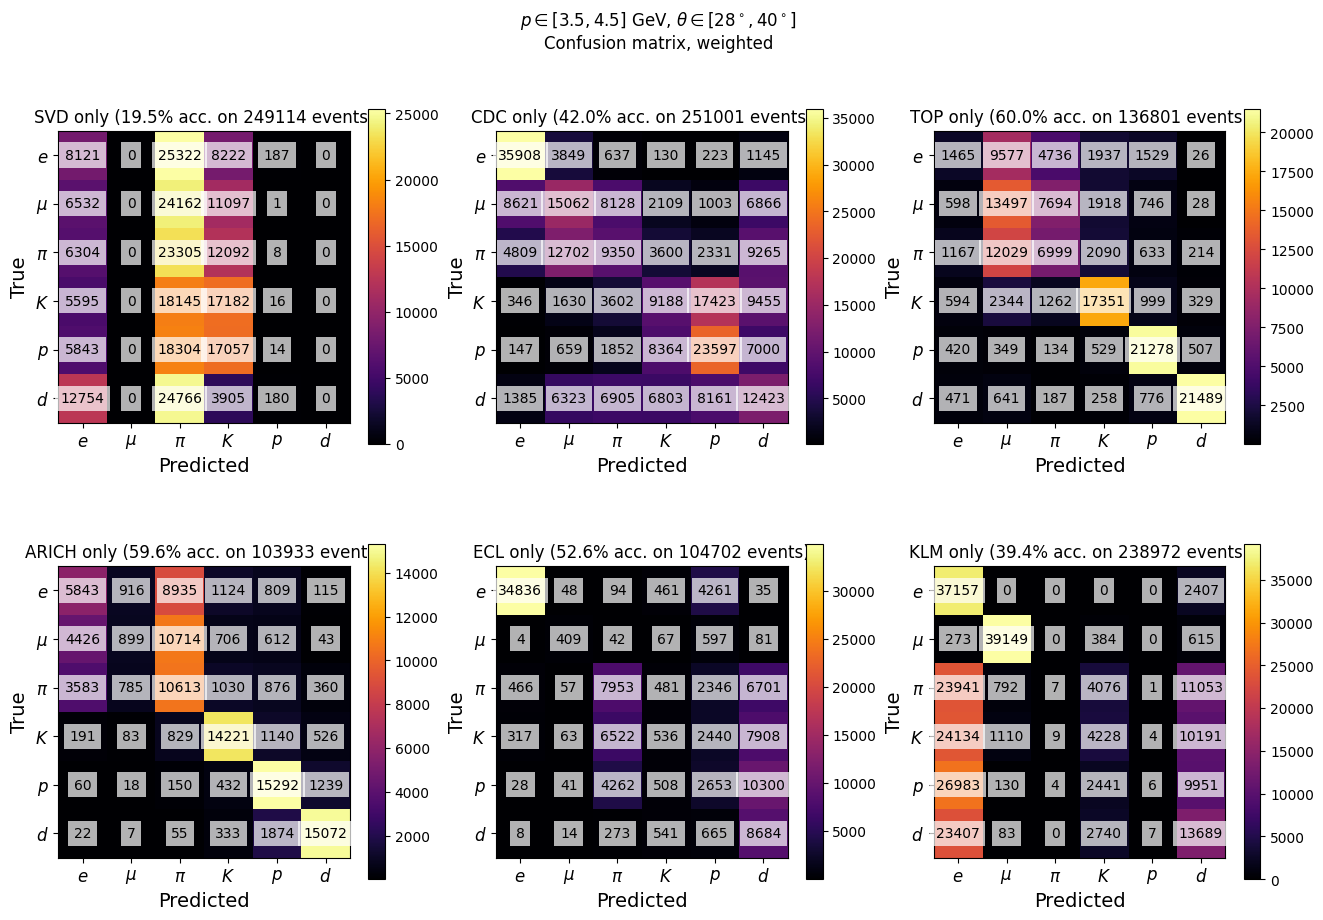 p ∈ [3.5, 4.5] GeV, θ ∈ [28°, 40°]
Confusion matrix, weighted
SVD only (19.5% acc. on 249114 events
True
e 8121 0 25322 8222 187 0
μ 6532 0 24162 11097 1 0
π 6304 0 23305 12092 8 0
K 5595 0 18145 17182 16 0
p 5843 0 18304 17057 14 0
d 12754 0 24766 3905 180 0
e μ π K p d
Predicted
25000
20000
15000
10000
5000
0
CDC only (42.0% acc. on 251001 events
True
e 35908 3849 637 130 223 1145
μ 8621 15062 8128 2109 1003 6866
π 4809 12702 9350 3600 2331 9265
K 346 1630 3602 9188 17423 9455
p 147 659 1852 8364 23597 7000
d 1385 6323 6905 6803 8161 12423
e μ π K p d
Predicted
35000
30000
25000
20000
15000
10000
5000
TOP only (60.0% acc. on 136801 events
True
e 1465 9577 4736 1937 1529 26
μ 598 13497 7694 1918 746 28
π 1167 12029 6999 2090 633 214
K 594 2344 1262 17351 999 329
p 420 349 134 529 21278 507
d 471 641 187 258 776 21489
e μ π K p d
Predicted
20000
17500
15000
12500
10000
7500
5000
2500
ARICH only (59.6% acc. on 103933 event
True
e 5843 916 8935 1124 809 115
μ 4426 899 10714 706 612 43
π 3583 785 10613 1030 876 360
K 191 83 829 14221 1140 526
p 60 18 150 432 15292 1239
d 22 7 55 333 1874 15072
e μ π K p d
Predicted
14000
12000
10000
8000
6000
4000
2000
ECL only (52.6% acc. on 104702 events
True
e 34836 48 94 461 4261 35
μ 4 409 42 67 597 81
π 466 57 7953 481 2346 6701
K 317 63 6522 536 2440 7908
p 28 41 4262 508 2653 10300
d 8 14 273 541 665 8684
e μ π K p d
Predicted
30000
25000
20000
15000
10000
5000
KLM only (39.4% acc. on 238972 events
True
e 37157 0 0 0 0 2407
μ 273 39149 0 384 0 615
π 23941 792 7 4076 1 11053
K 24134 1110 9 4228 4 10191
p 26983 130 4 2441 6 9951
d 23407 83 0 2740 7 13689
e μ π K p d
Predicted
35000
30000
25000
20000
15000
10000
5000
0